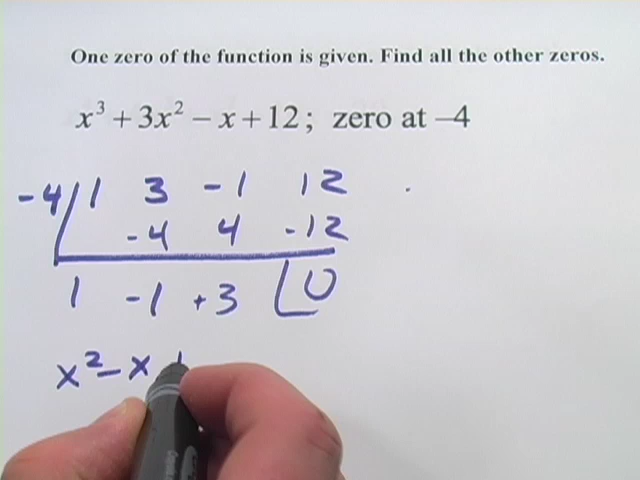 One zero of the function is given. Find all the other zeros.
x³ + 3x² − x + 12; zero at −4
-4 1 3 -1 12
-4 4 -12
1 -1 +3 0
x² - x